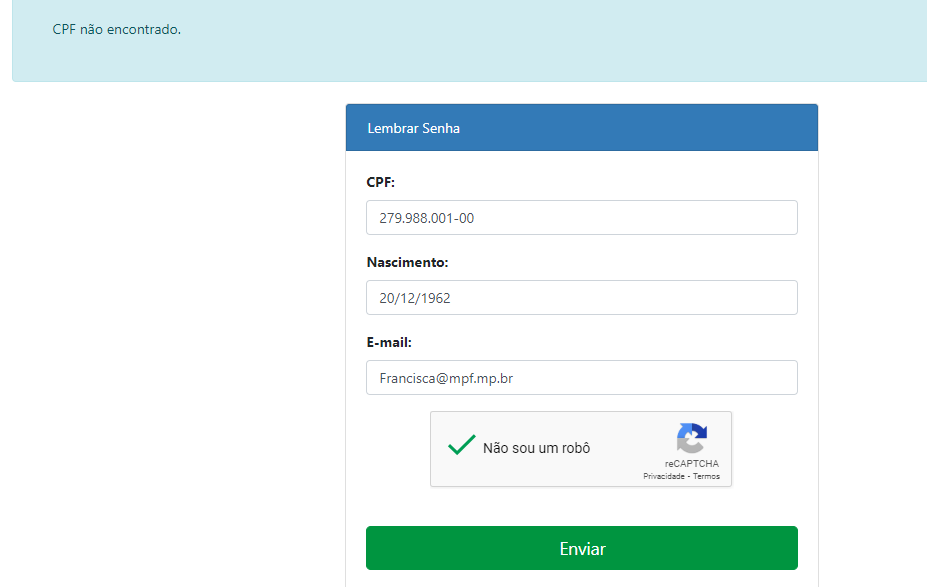 CPF não encontrado.
Lembrar Senha
CPF:
279.988.001-00
Nascimento:
20/12/1962
E-mail:
Francisca@mpf.mp.br
Não sou um robô
reCAPTCHA
Privacidade - Termos
Enviar